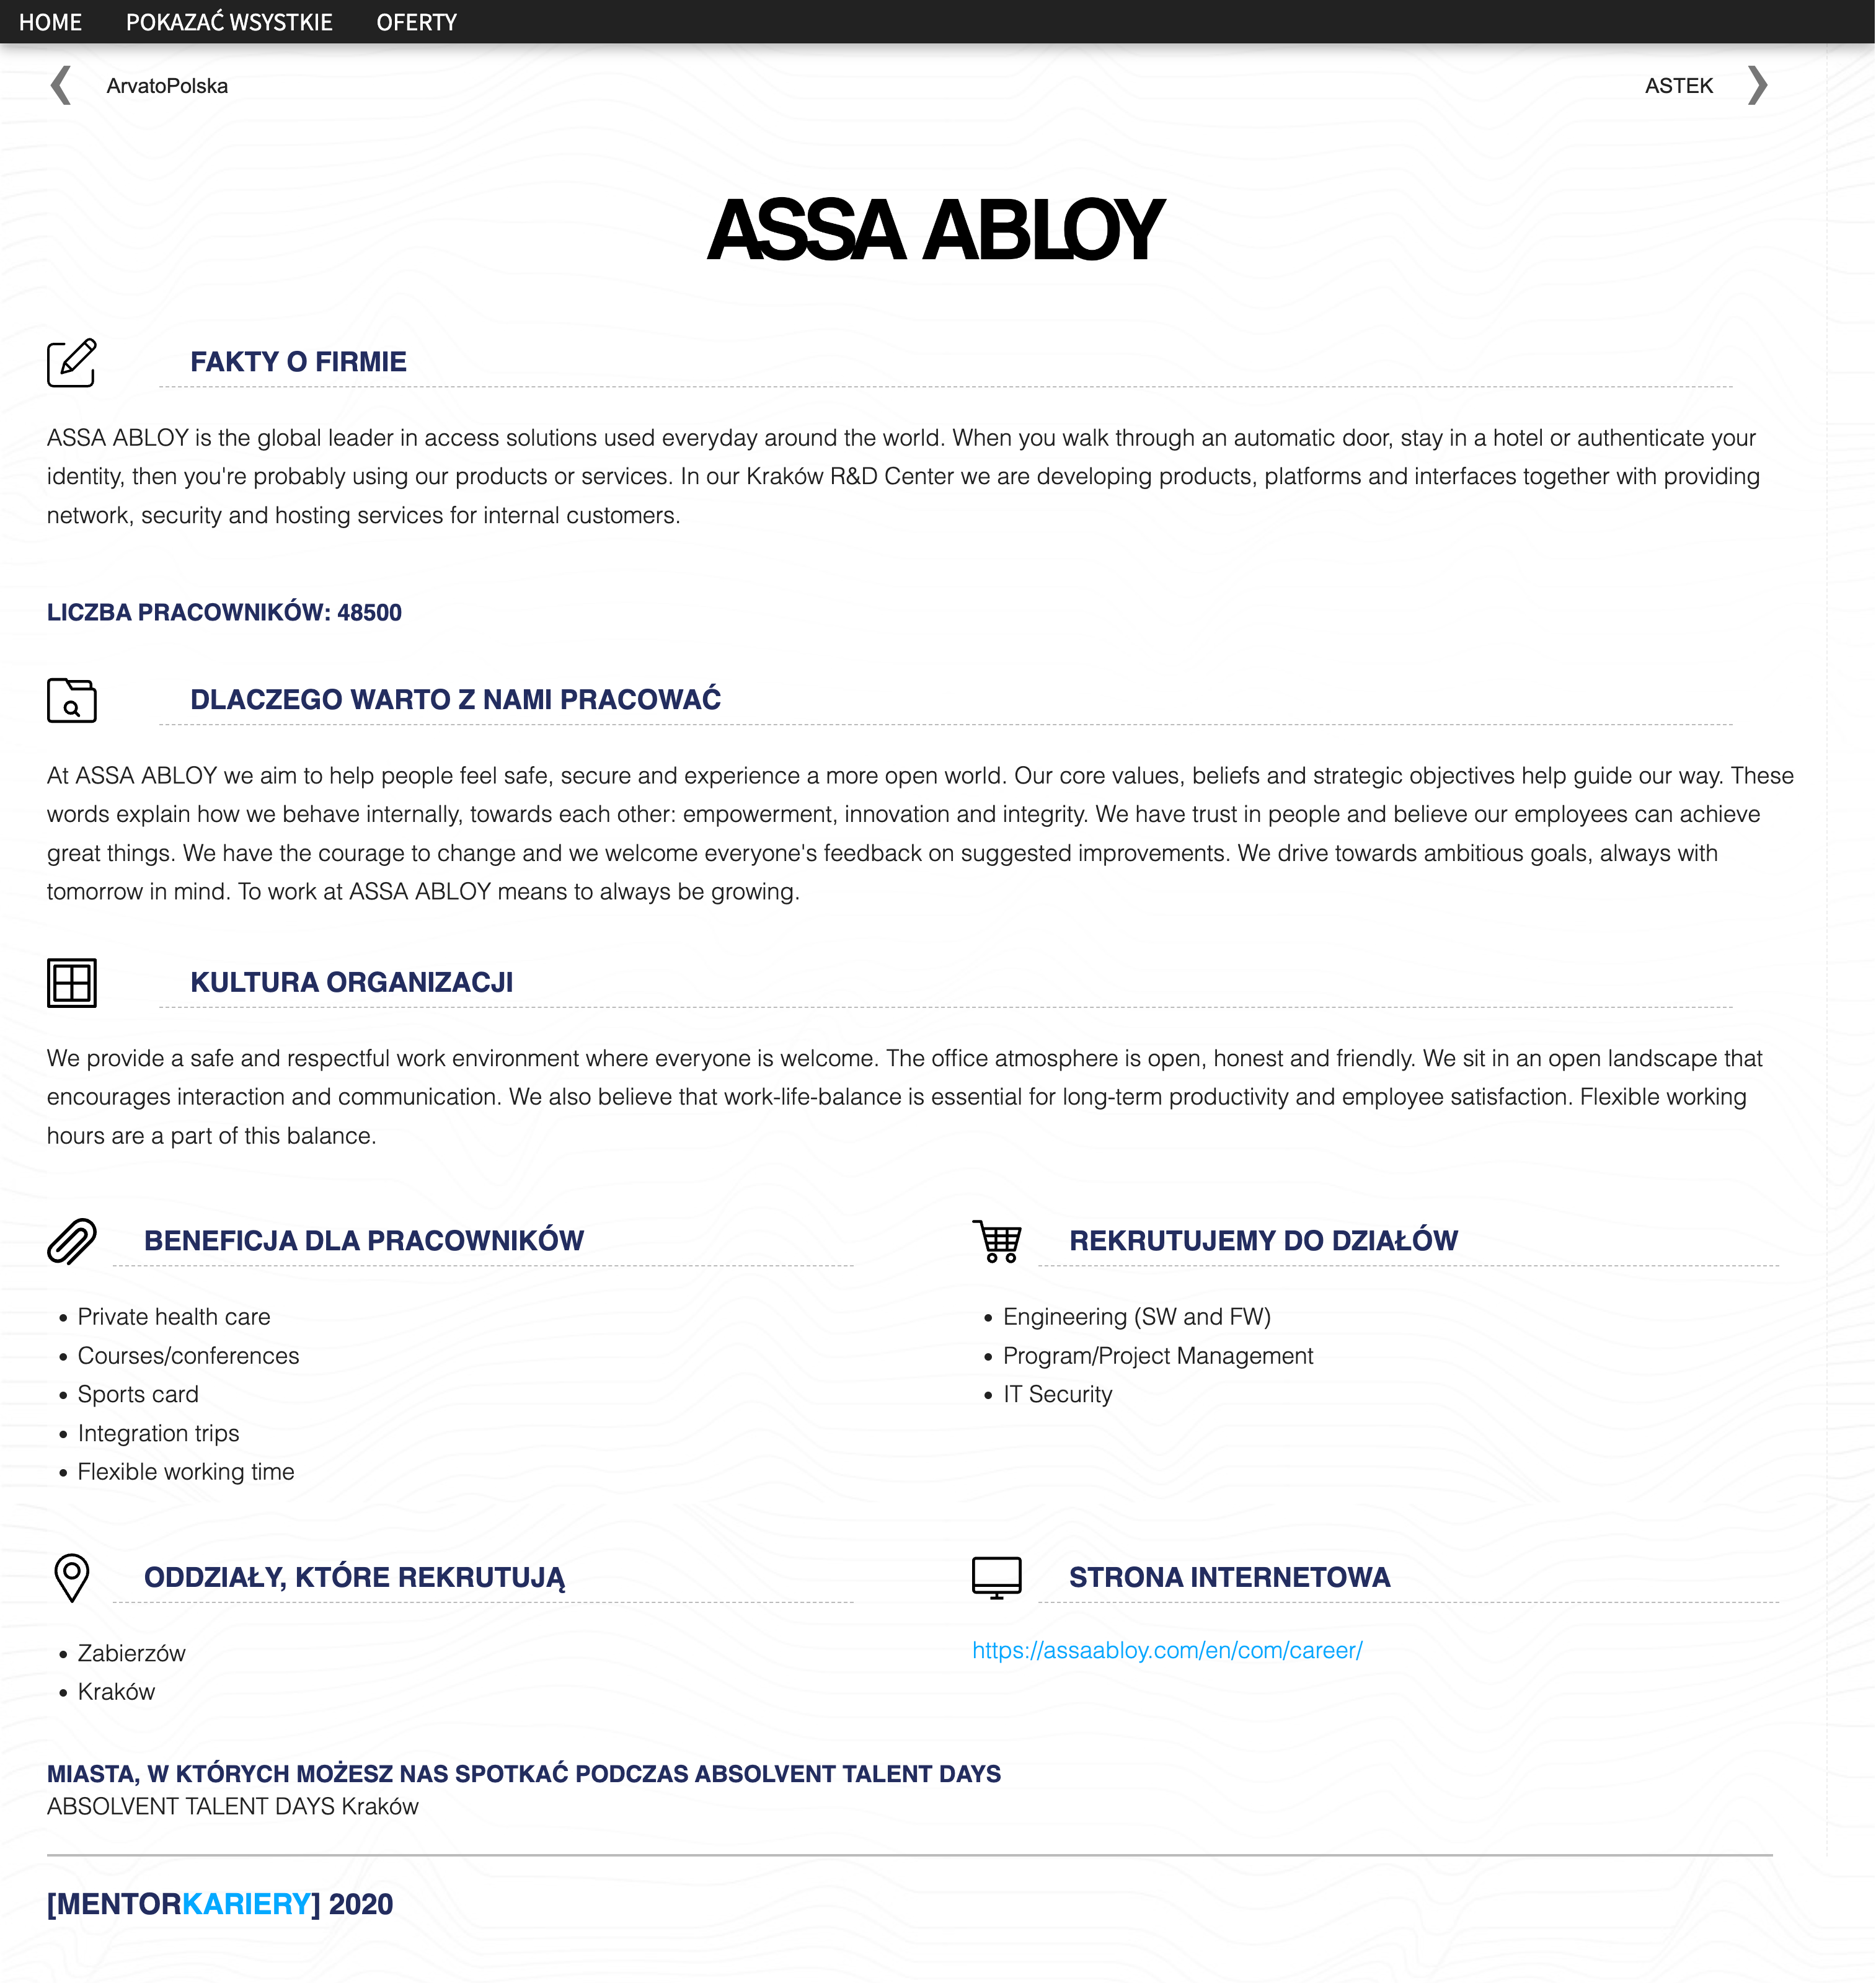 HOME POKAZAĆ WSYSTKIE OFERTY
❮ ArvatoPolska ASTEK ❯
ASSA ABLOY
FAKTY O FIRMIE
ASSA ABLOY is the global leader in access solutions used everyday around the world. When you walk through an automatic door, stay in a hotel or authenticate your
identity, then you're probably using our products or services. In our Kraków R&D Center we are developing products, platforms and interfaces together with providing
network, security and hosting services for internal customers.
LICZBA PRACOWNIKÓW: 48500
DLACZEGO WARTO Z NAMI PRACOWAĆ
At ASSA ABLOY we aim to help people feel safe, secure and experience a more open world. Our core values, beliefs and strategic objectives help guide our way. These
words explain how we behave internally, towards each other: empowerment, innovation and integrity. We have trust in people and believe our employees can achieve
great things. We have the courage to change and we welcome everyone's feedback on suggested improvements. We drive towards ambitious goals, always with
tomorrow in mind. To work at ASSA ABLOY means to always be growing.
KULTURA ORGANIZACJI
We provide a safe and respectful work environment where everyone is welcome. The office atmosphere is open, honest and friendly. We sit in an open landscape that
encourages interaction and communication. We also believe that work-life-balance is essential for long-term productivity and employee satisfaction. Flexible working
hours are a part of this balance.
BENEFICJA DLA PRACOWNIKÓW
• Private health care
• Courses/conferences
• Sports card
• Integration trips
• Flexible working time
REKRUTUJEMY DO DZIAŁÓW
• Engineering (SW and FW)
• Program/Project Management
• IT Security
ODDZIAŁY, KTÓRE REKRUTUJĄ
• Zabierzów
• Kraków
STRONA INTERNETOWA
https://assaabloy.com/en/com/career/
MIASTA, W KTÓRYCH MOŻESZ NAS SPOTKAĆ PODCZAS ABSOLVENT TALENT DAYS
ABSOLVENT TALENT DAYS Kraków
[MENTORKARIERY] 2020